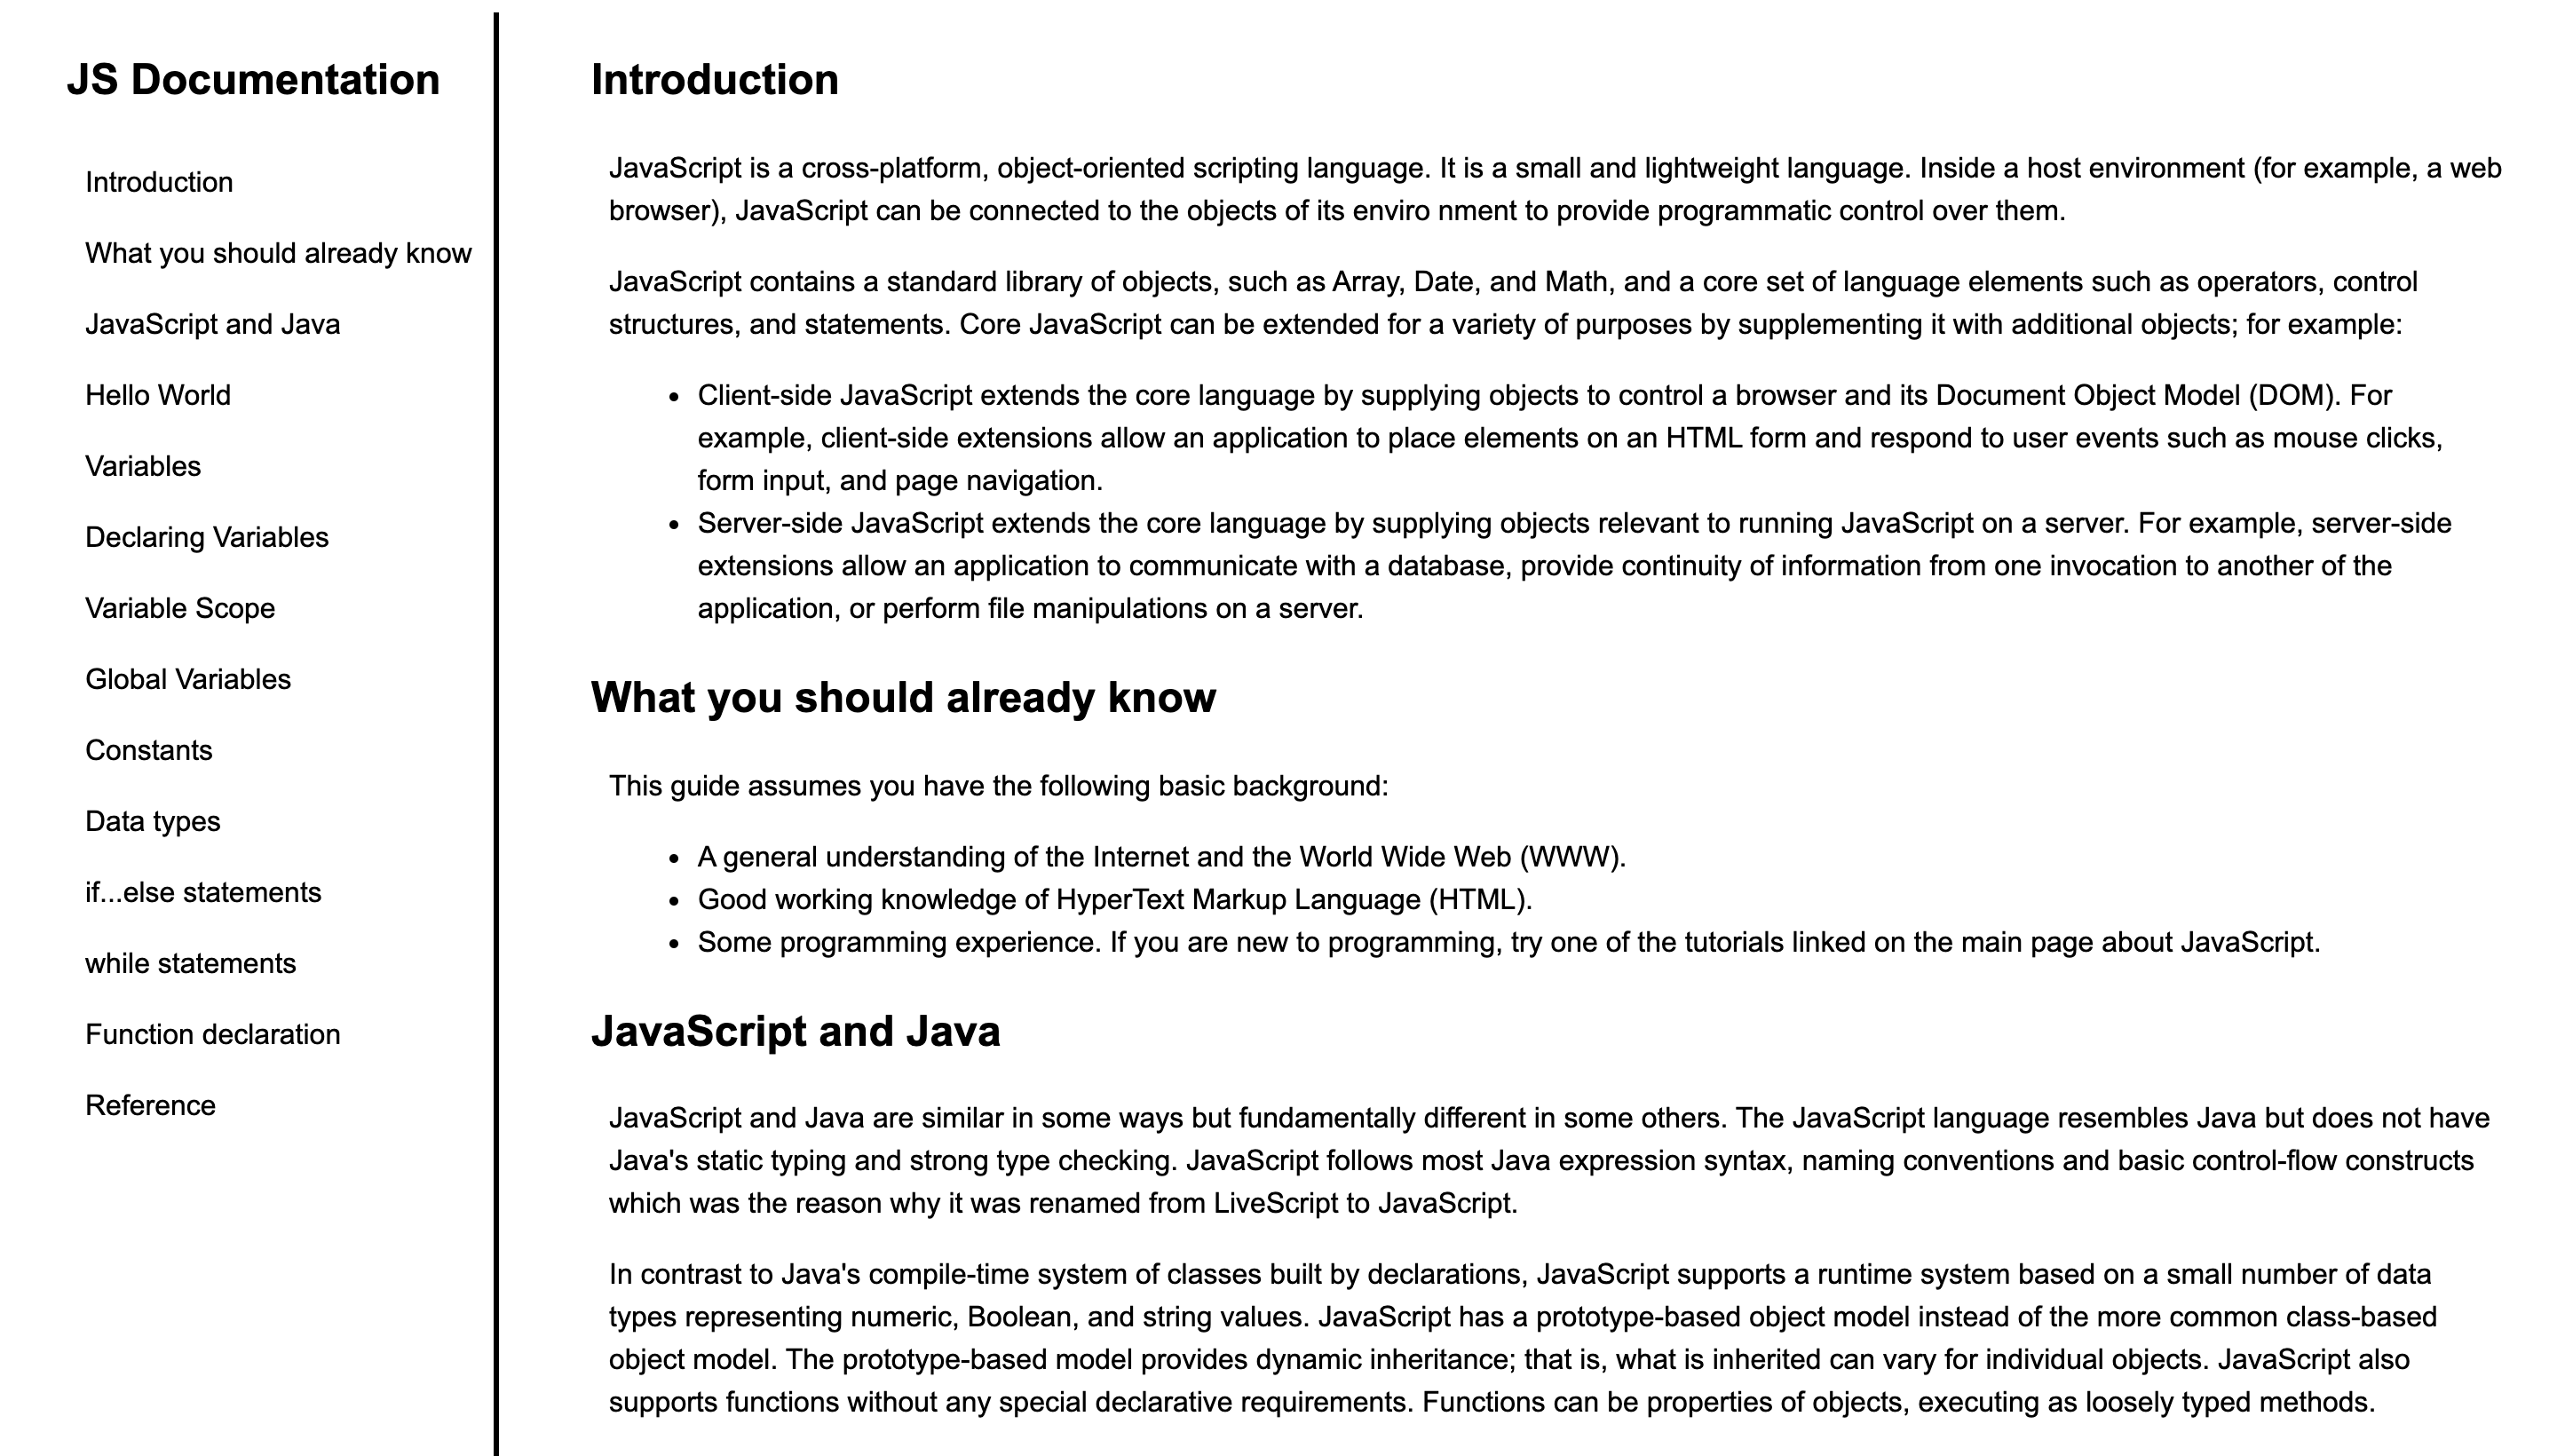 JS Documentation
Introduction
What you should already know
JavaScript and Java
Hello World
Variables
Declaring Variables
Variable Scope
Global Variables
Constants
Data types
if...else statements
while statements
Function declaration
Reference
Introduction
JavaScript is a cross-platform, object-oriented scripting language. It is a small and lightweight language. Inside a host environment (for example, a web
browser), JavaScript can be connected to the objects of its enviro nment to provide programmatic control over them.
JavaScript contains a standard library of objects, such as Array, Date, and Math, and a core set of language elements such as operators, control
structures, and statements. Core JavaScript can be extended for a variety of purposes by supplementing it with additional objects; for example:
• Client-side JavaScript extends the core language by supplying objects to control a browser and its Document Object Model (DOM). For
example, client-side extensions allow an application to place elements on an HTML form and respond to user events such as mouse clicks,
form input, and page navigation.
• Server-side JavaScript extends the core language by supplying objects relevant to running JavaScript on a server. For example, server-side
extensions allow an application to communicate with a database, provide continuity of information from one invocation to another of the
application, or perform file manipulations on a server.
What you should already know
This guide assumes you have the following basic background:
• A general understanding of the Internet and the World Wide Web (WWW).
• Good working knowledge of HyperText Markup Language (HTML).
• Some programming experience. If you are new to programming, try one of the tutorials linked on the main page about JavaScript.
JavaScript and Java
JavaScript and Java are similar in some ways but fundamentally different in some others. The JavaScript language resembles Java but does not have
Java's static typing and strong type checking. JavaScript follows most Java expression syntax, naming conventions and basic control-flow constructs
which was the reason why it was renamed from LiveScript to JavaScript.
In contrast to Java's compile-time system of classes built by declarations, JavaScript supports a runtime system based on a small number of data
types representing numeric, Boolean, and string values. JavaScript has a prototype-based object model instead of the more common class-based
object model. The prototype-based model provides dynamic inheritance; that is, what is inherited can vary for individual objects. JavaScript also
supports functions without any special declarative requirements. Functions can be properties of objects, executing as loosely typed methods.